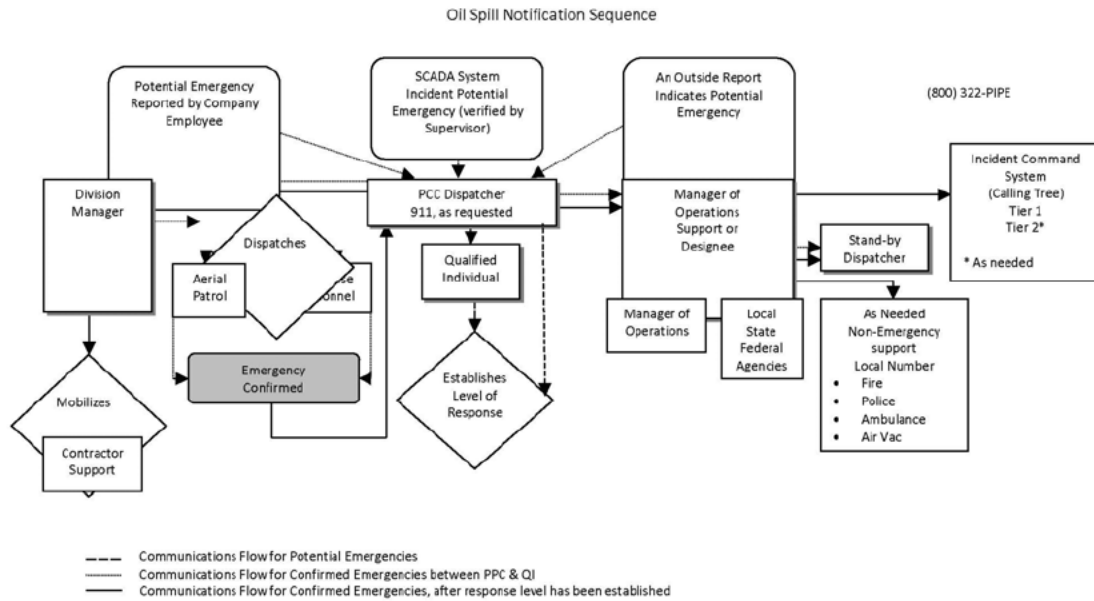 Oil Spill Notification Sequence
Potential Emergency
Reported by Company
Employee
SCADA System
Incident Potential
Emergency (verified by
Supervisor)
An Outside Report
Indicates Potential
Emergency
(800) 322-PIPE
Division
Manager
PCC Dispatcher
911, as requested
Manager of
Operations
Support or
Designee
Incident Command
System
(Calling Tree)
Tier 1
Tier 2*
* As needed
Dispatches
Aerial
Patrol
se
onnel
Qualified
Individual
Stand-by
Dispatcher
Manager of
Operations
Local
State
Federal
Agencies
As Needed
Non-Emergency
support
Local Number
• Fire
• Police
• Ambulance
• Air Vac
Emergency
Confirmed
Establishes
Level of
Response
Mobilizes
Contractor
Support
Communications Flow for Potential Emergencies
Communications Flow for Confirmed Emergencies between PPC & QI
Communications Flow for Confirmed Emergencies, after response level has been established